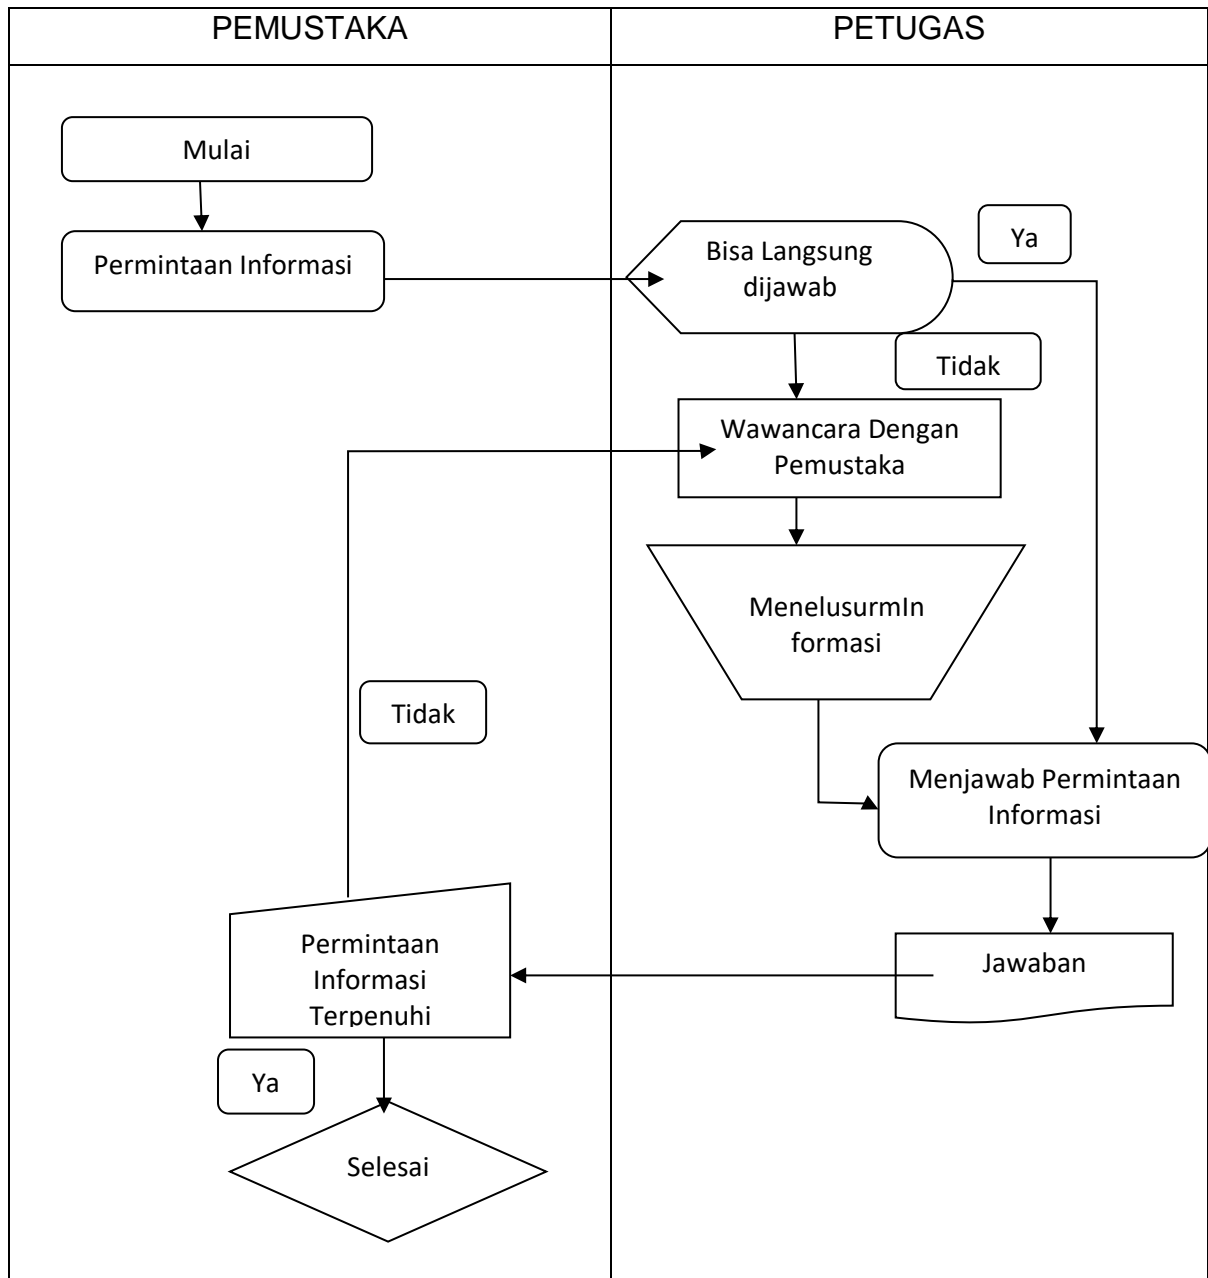 PEMUSTAKA
PETUGAS
Mulai
Permintaan Informasi
Bisa Langsung
dijawab
Ya
Tidak
Wawancara Dengan
Pemustaka
MenelusurmIn
formasi
Tidak
Menjawab Permintaan
Informasi
Permintaan
Informasi
Terpenuhi
Jawaban
Ya
Selesai